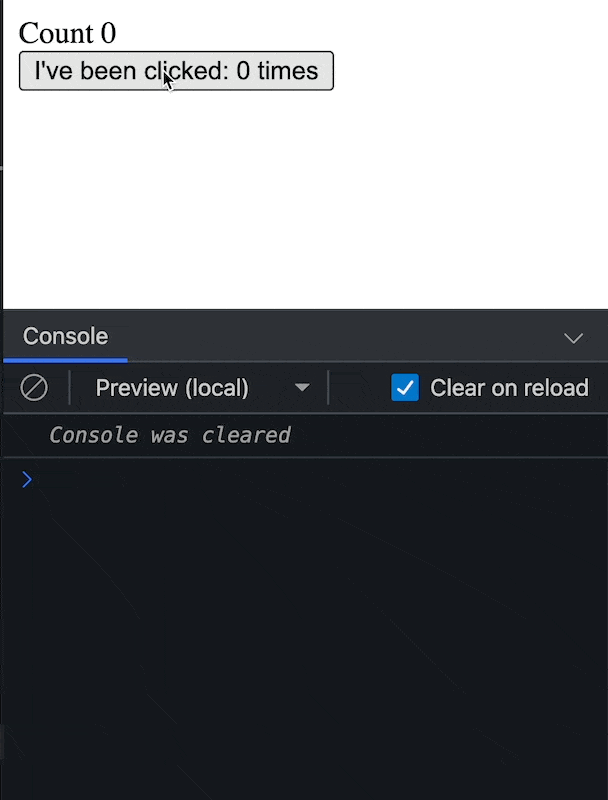 Count 0
I've been clicked: 0 times
Console
Preview (local)
Clear on reload
Console was cleared